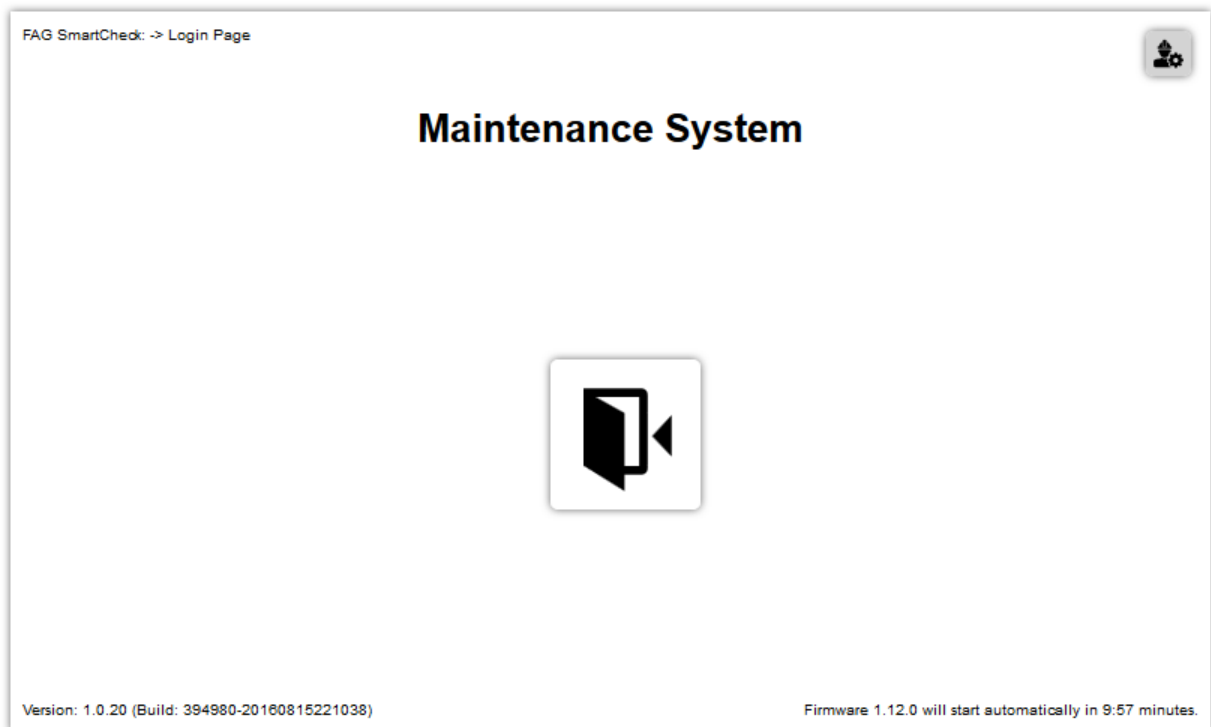 FAG SmartCheck: -> Login Page
Maintenance System
Version: 1.0.20 (Build: 394980-20160815221038)
Firmware 1.12.0 will start automatically in 9:57 minutes.